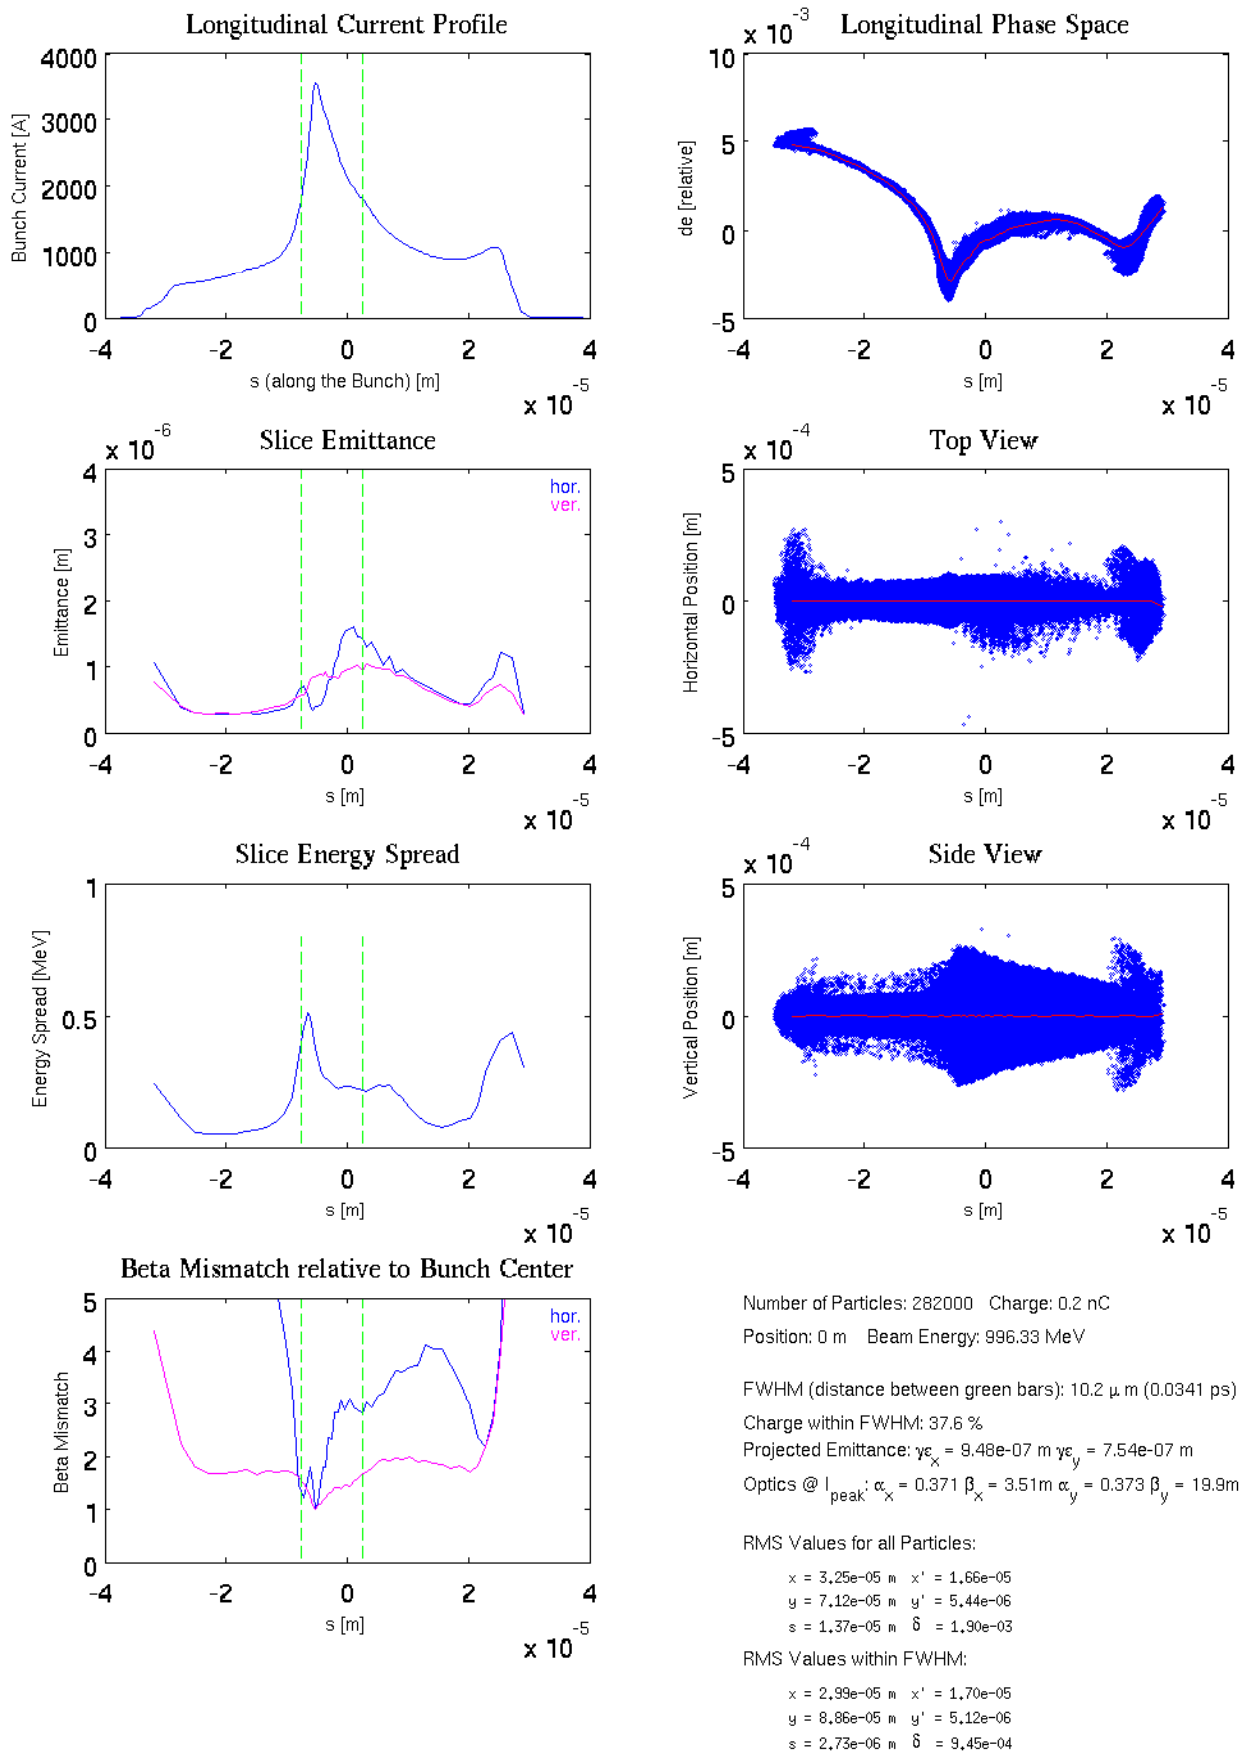 Longitudinal Current Profile
4000
3000
2000
1000
0
Bunch Current [A]
-4
-2
0
2
4
s (along the Bunch) [m]
x 10^-5
x 10^-3
Longitudinal Phase Space
10
5
0
-5
de [relative]
-4
-2
0
2
4
s [m]
x 10^-5
x 10^-6
Slice Emittance
4
3
2
1
0
Emittance [m]
hor.
ver.
-4
-2
0
2
4
s [m]
x 10^-5
x 10^-4
Top View
5
0
-5
Horizontal Position [m]
-4
-2
0
2
4
s [m]
x 10^-5
Slice Energy Spread
1
0.5
0
Energy Spread [MeV]
-4
-2
0
2
4
s [m]
x 10^-5
x 10^-4
Side View
5
0
-5
Vertical Position [m]
-4
-2
0
2
4
s [m]
x 10^-5
Beta Mismatch relative to Bunch Center
5
4
3
2
1
0
Beta Mismatch
hor.
ver.
-4
-2
0
2
4
s [m]
x 10^-5
Number of Particles: 282000 Charge: 0.2 nC
Position: 0 m Beam Energy: 996.33 MeV
FWHM (distance between green bars): 10.2 μ m (0.0341 ps)
Charge within FWHM: 37.6 %
Projected Emittance: γε_x = 9.48e-07 m γε_y = 7.54e-07 m
Optics @ I_peak: α_x = 0.371 β_x = 3.51m α_y = 0.373 β_y = 19.9m
RMS Values for all Particles:
x = 3.25e-05 m x' = 1.66e-05
y = 7.12e-05 m y' = 5.44e-06
s = 1.37e-05 m δ = 1.90e-03
RMS Values within FWHM:
x = 2.99e-05 m x' = 1.70e-05
y = 8.86e-05 m y' = 5.12e-06
s = 2.73e-06 m δ = 9.45e-04